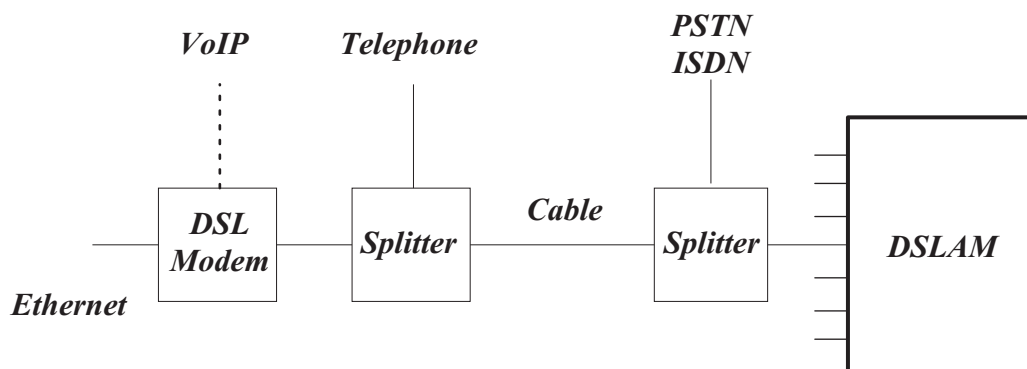 VoIP
Telephone
PSTN
ISDN
DSL
Modem
Splitter
Cable
Splitter
DSLAM
Ethernet